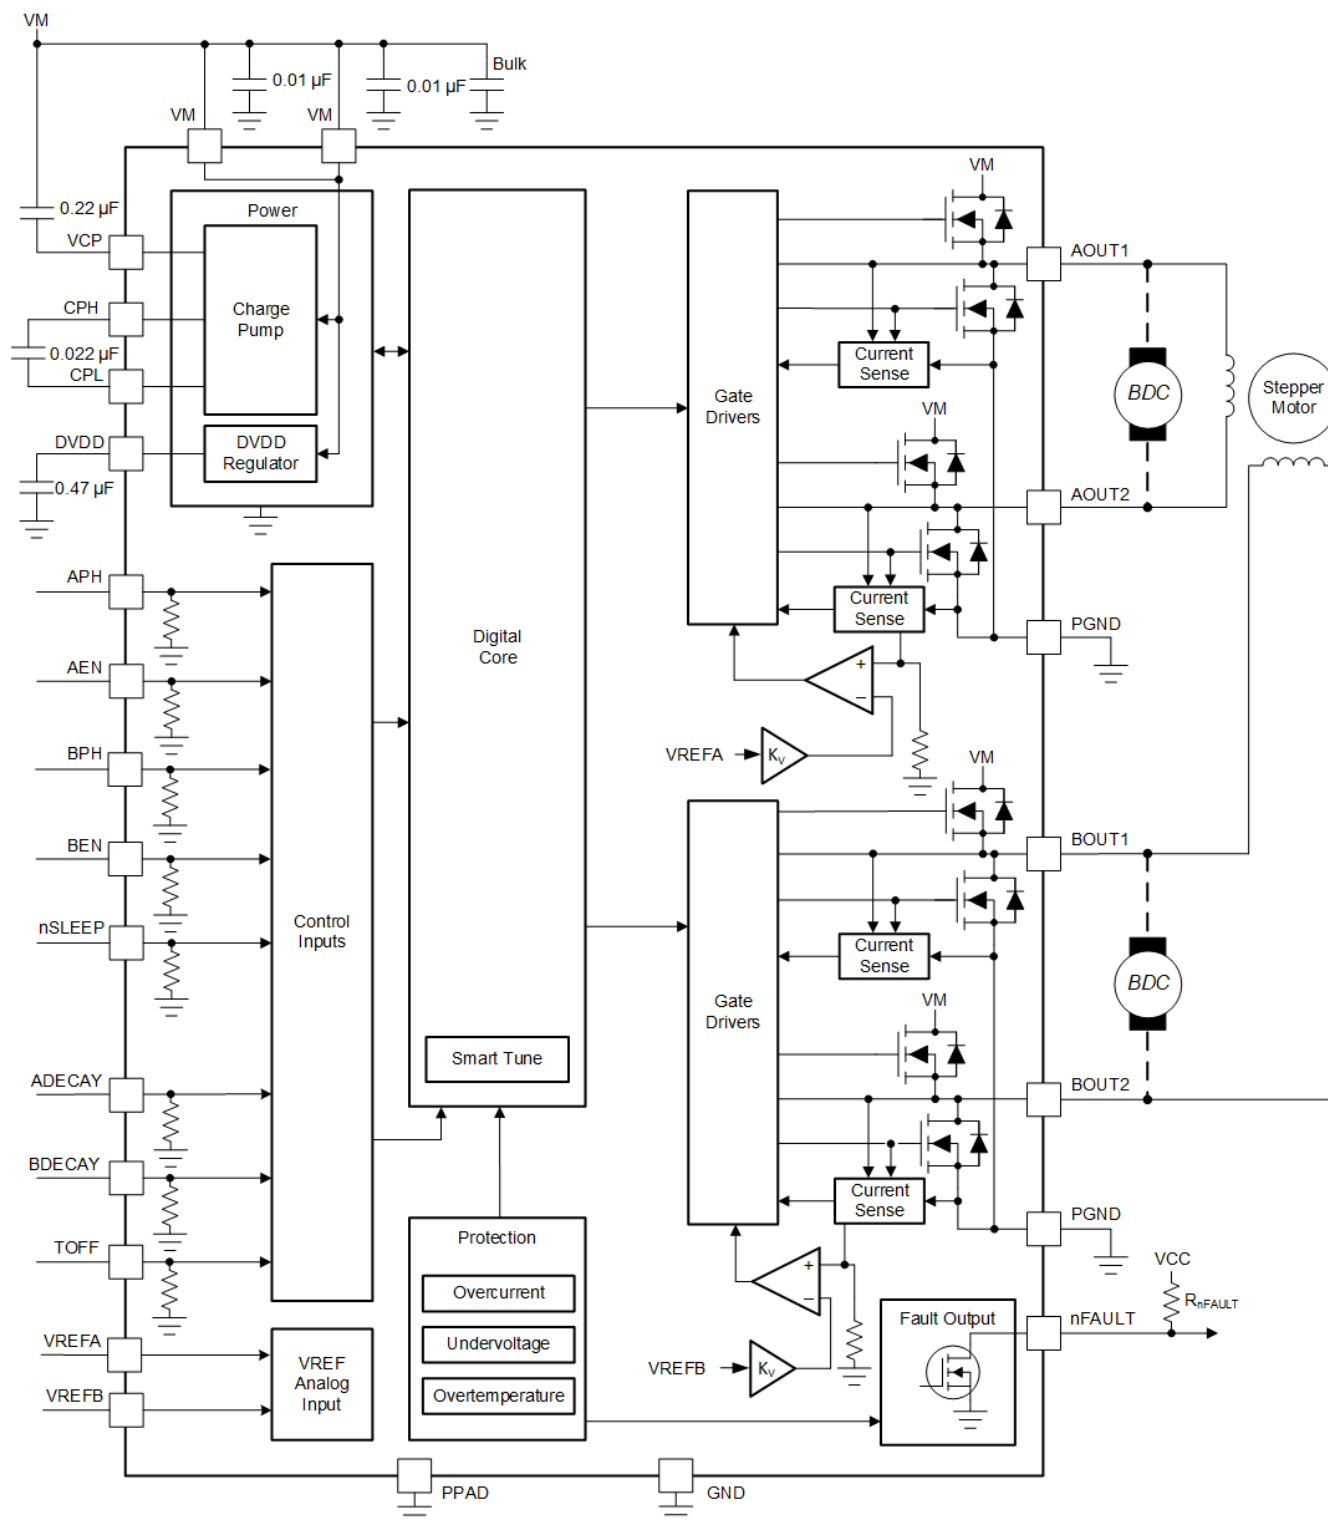 VM
0.01 µF
0.01 µF
Bulk
VM
VM
Power
0.22 µF
VCP
CPH
Charge
Pump
0.022 µF
CPL
DVDD
DVDD
Regulator
0.47 µF
APH
AEN
BPH
BEN
nSLEEP
Control
Inputs
ADECAY
BDECAY
TOFF
VREFA
VREFB
VREF
Analog
Input
Digital
Core
Smart Tune
Protection
Overcurrent
Undervoltage
Overtemperature
Gate
Drivers
VM
Current
Sense
VM
Current
Sense
+
−
VREFA
KV
AOUT1
BDC
Stepper
Motor
AOUT2
PGND
Gate
Drivers
VM
Current
Sense
VM
Current
Sense
+
−
VREFB
KV
BOUT1
BDC
BOUT2
PGND
VCC
RnFAULT
Fault Output
nFAULT
PPAD
GND